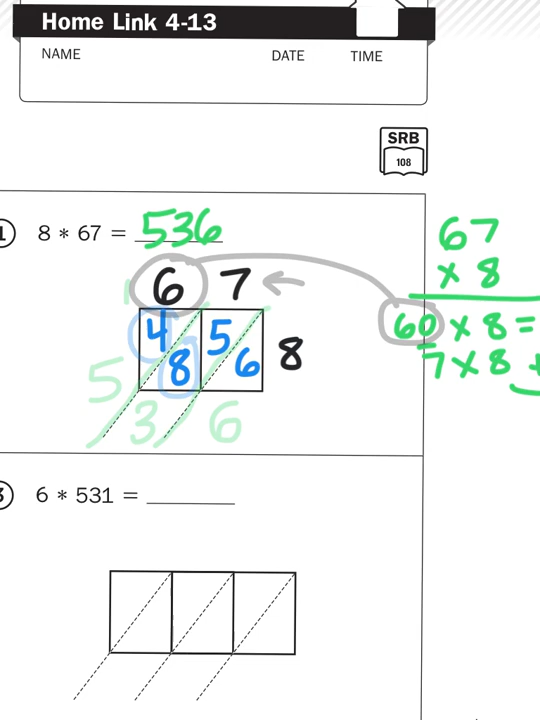 Home Link 4-13
NAME DATE TIME
SRB
108
8 * 67 = 536
67
x 8
1
6 7
4 5
8 6 8
5 3 6
60 x 8 =
7 x 8 +
6 * 531 =